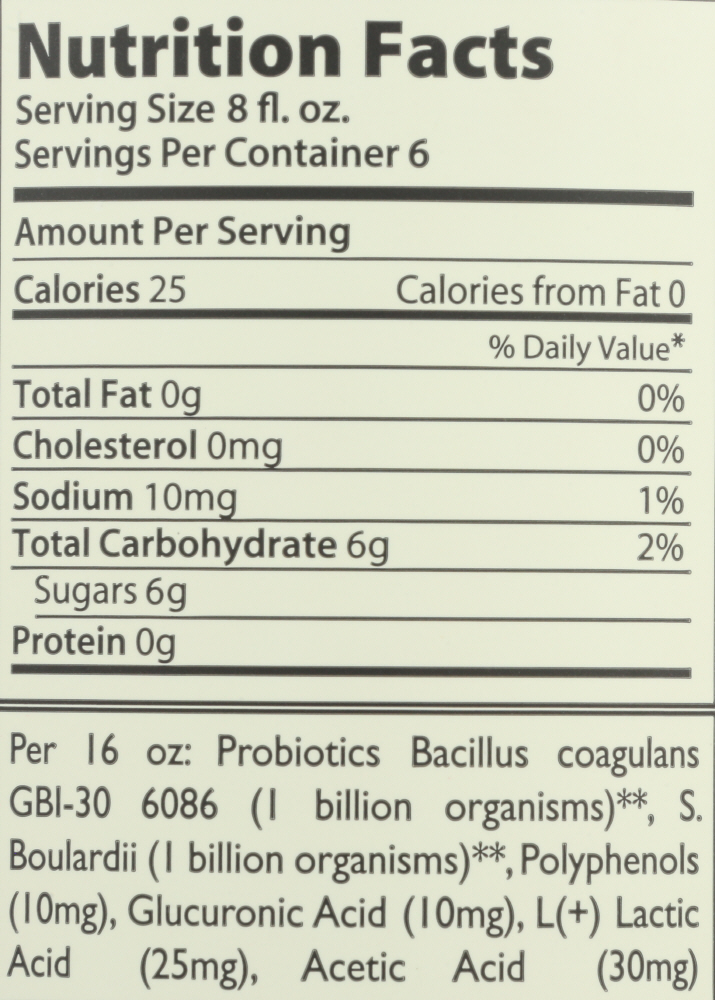 Nutrition Facts
Serving Size 8 fl. oz.
Servings Per Container 6
Amount Per Serving
Calories 25 Calories from Fat 0
% Daily Value*
Total Fat 0g 0%
Cholesterol 0mg 0%
Sodium 10mg 1%
Total Carbohydrate 6g 2%
Sugars 6g
Protein 0g
Per 16 oz: Probiotics Bacillus coagulans
GBI-30 6086 (1 billion organisms)**, S.
Boulardii (1 billion organisms)**, Polyphenols
(10mg), Glucuronic Acid (10mg), L(+) Lactic
Acid (25mg), Acetic Acid (30mg)